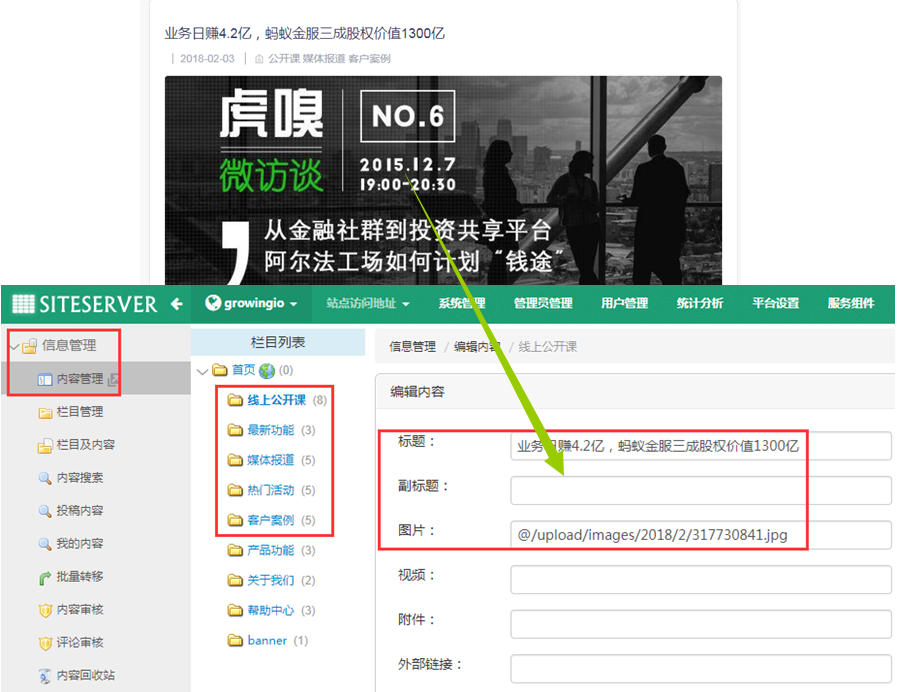 业务日赚4.2亿，蚂蚁金服三成股权价值1300亿
2018-02-03 公开课 媒体报道 客户案例
虎嗅
微访谈
NO.6
2015.12.7
19:00-20:30
从金融社群到投资共享平台
阿尔法工场如何计划“钱途”
SITESERVER growingio 站点访问地址 系统管理 管理员管理 用户管理 统计分析 平台设置 服务组件
信息管理
内容管理
栏目管理
栏目及内容
内容搜索
投稿内容
我的内容
批量转移
内容审核
评论审核
内容回收站
栏目列表
首页 (0)
线上公开课 (8)
最新功能 (3)
媒体报道 (5)
热门活动 (5)
客户案例 (5)
产品功能 (3)
关于我们 (2)
帮助中心 (3)
banner (1)
信息管理 / 编辑内容 / 线上公开课
编辑内容
标题： 业务日赚4.2亿，蚂蚁金服三成股权价值1300亿
副标题：
图片： @/upload/images/2018/2/317730841.jpg
视频：
附件：
外部链接：